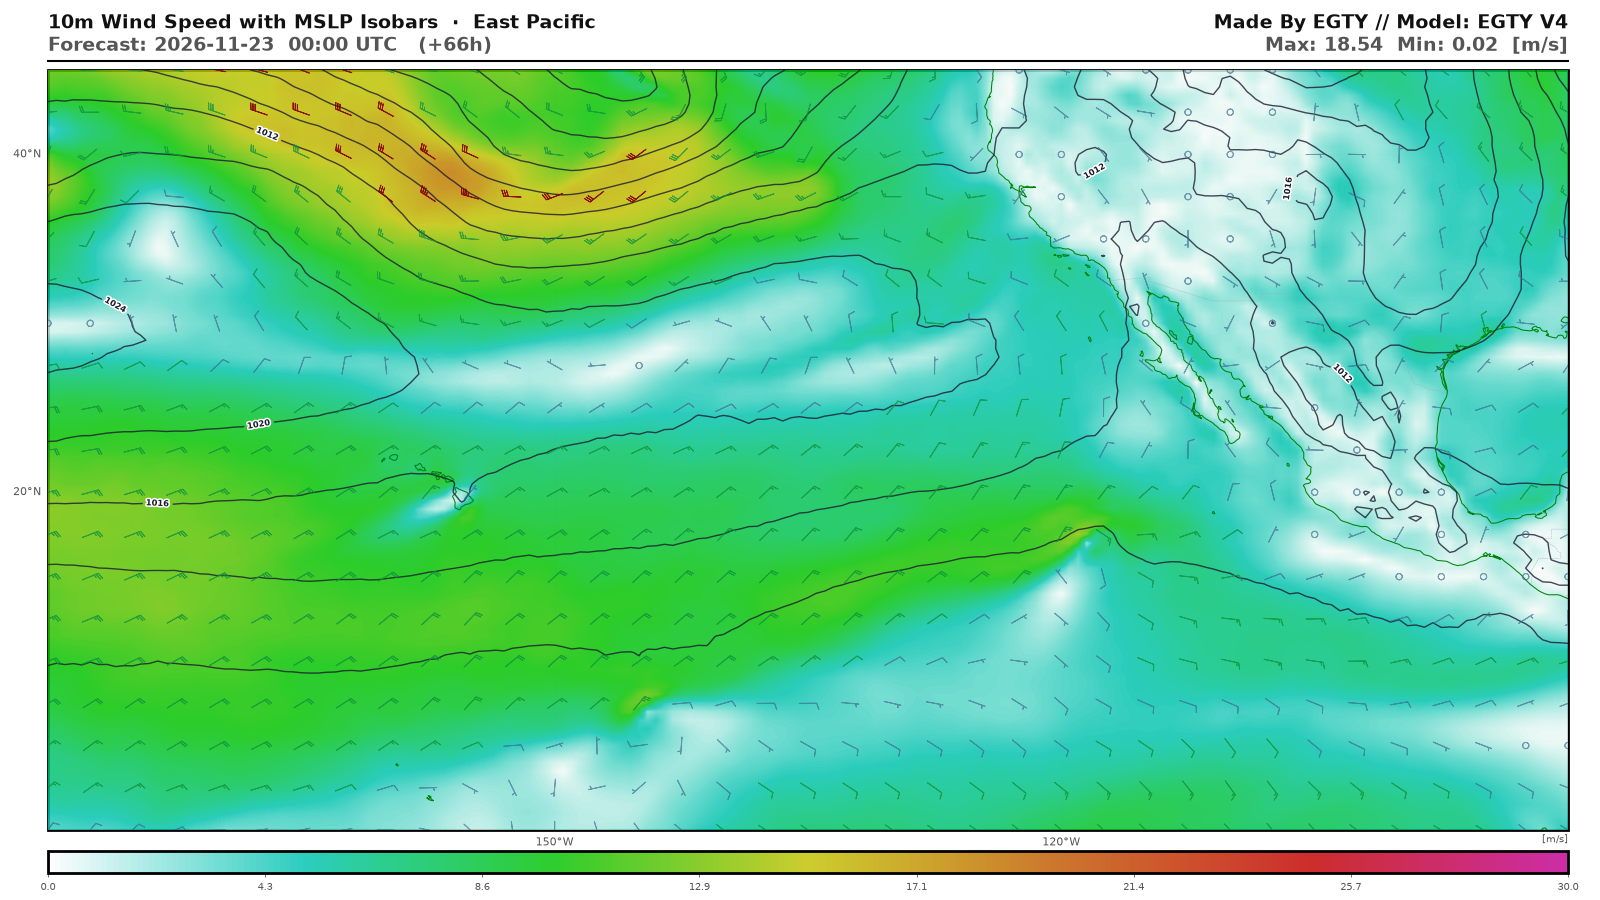 10m Wind Speed with MSLP Isobars · East Pacific
Made By EGTY // Model: EGTY V4
Forecast: 2026-11-23 00:00 UTC (+66h)
Max: 18.54 Min: 0.02 [m/s]
1012
40°N
1012
1016
1024
1012
1020
20°N
1016
150°W
120°W
[m/s]
0.0
4.3
8.6
12.9
17.1
21.4
25.7
30.0